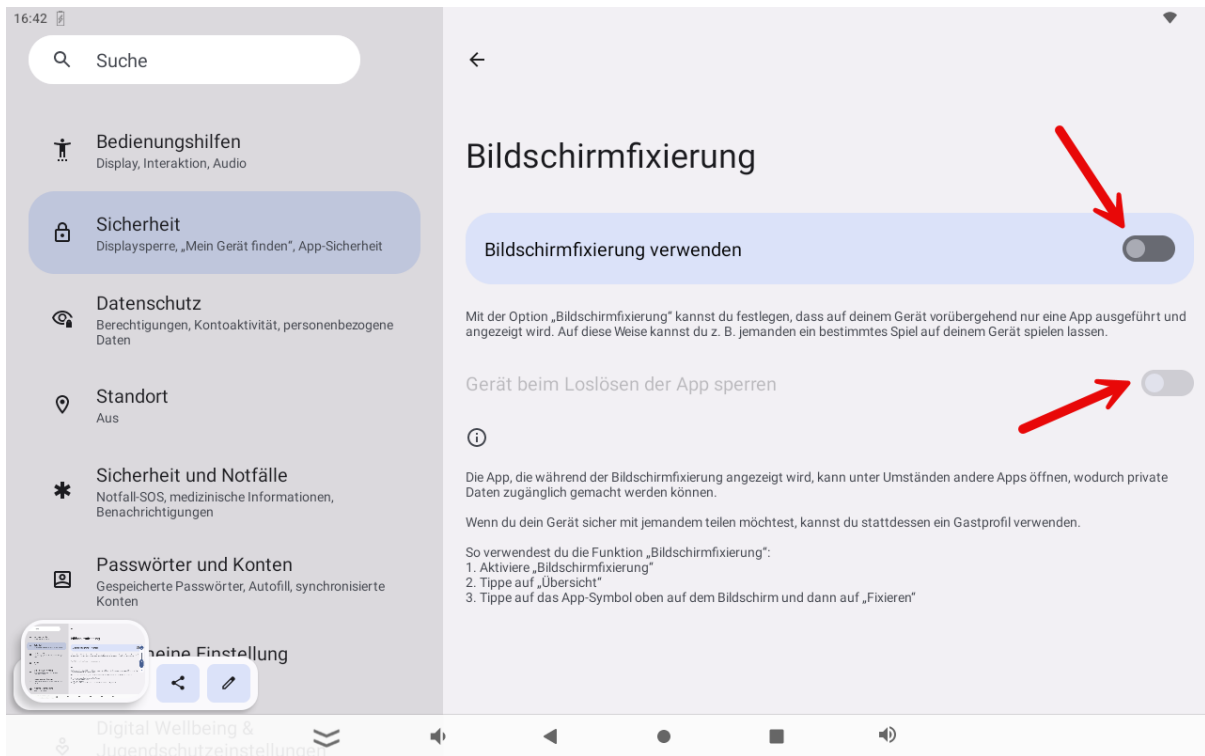 16:42
Suche
Bedienungshilfen
Display, Interaktion, Audio
Sicherheit
Displaysperre, „Mein Gerät finden“, App-Sicherheit
Datenschutz
Berechtigungen, Kontoaktivität, personenbezogene
Daten
Standort
Aus
Sicherheit und Notfälle
Notfall-SOS, medizinische Informationen,
Benachrichtigungen
Passwörter und Konten
Gespeicherte Passwörter, Autofill, synchronisierte
Konten
Einstellung
Digital Wellbeing &
Jugendschutzeinstellungen
Bildschirmfixierung
Bildschirmfixierung verwenden
Mit der Option „Bildschirmfixierung“ kannst du festlegen, dass auf deinem Gerät vorübergehend nur eine App ausgeführt und
angezeigt wird. Auf diese Weise kannst du z. B. jemanden ein bestimmtes Spiel auf deinem Gerät spielen lassen.
Gerät beim Loslösen der App sperren
Die App, die während der Bildschirmfixierung angezeigt wird, kann unter Umständen andere Apps öffnen, wodurch private
Daten zugänglich gemacht werden können.
Wenn du dein Gerät sicher mit jemandem teilen möchtest, kannst du stattdessen ein Gastprofil verwenden.
So verwendest du die Funktion „Bildschirmfixierung“:
1. Aktiviere „Bildschirmfixierung“
2. Tippe auf „Übersicht“
3. Tippe auf das App-Symbol oben auf dem Bildschirm und dann auf „Fixieren“